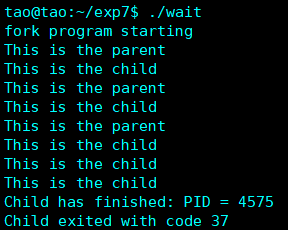 tao@tao:~/exp7$ ./wait
fork program starting
This is the parent
This is the child
This is the parent
This is the child
This is the parent
This is the child
This is the child
This is the child
Child has finished: PID = 4575
Child exited with code 37